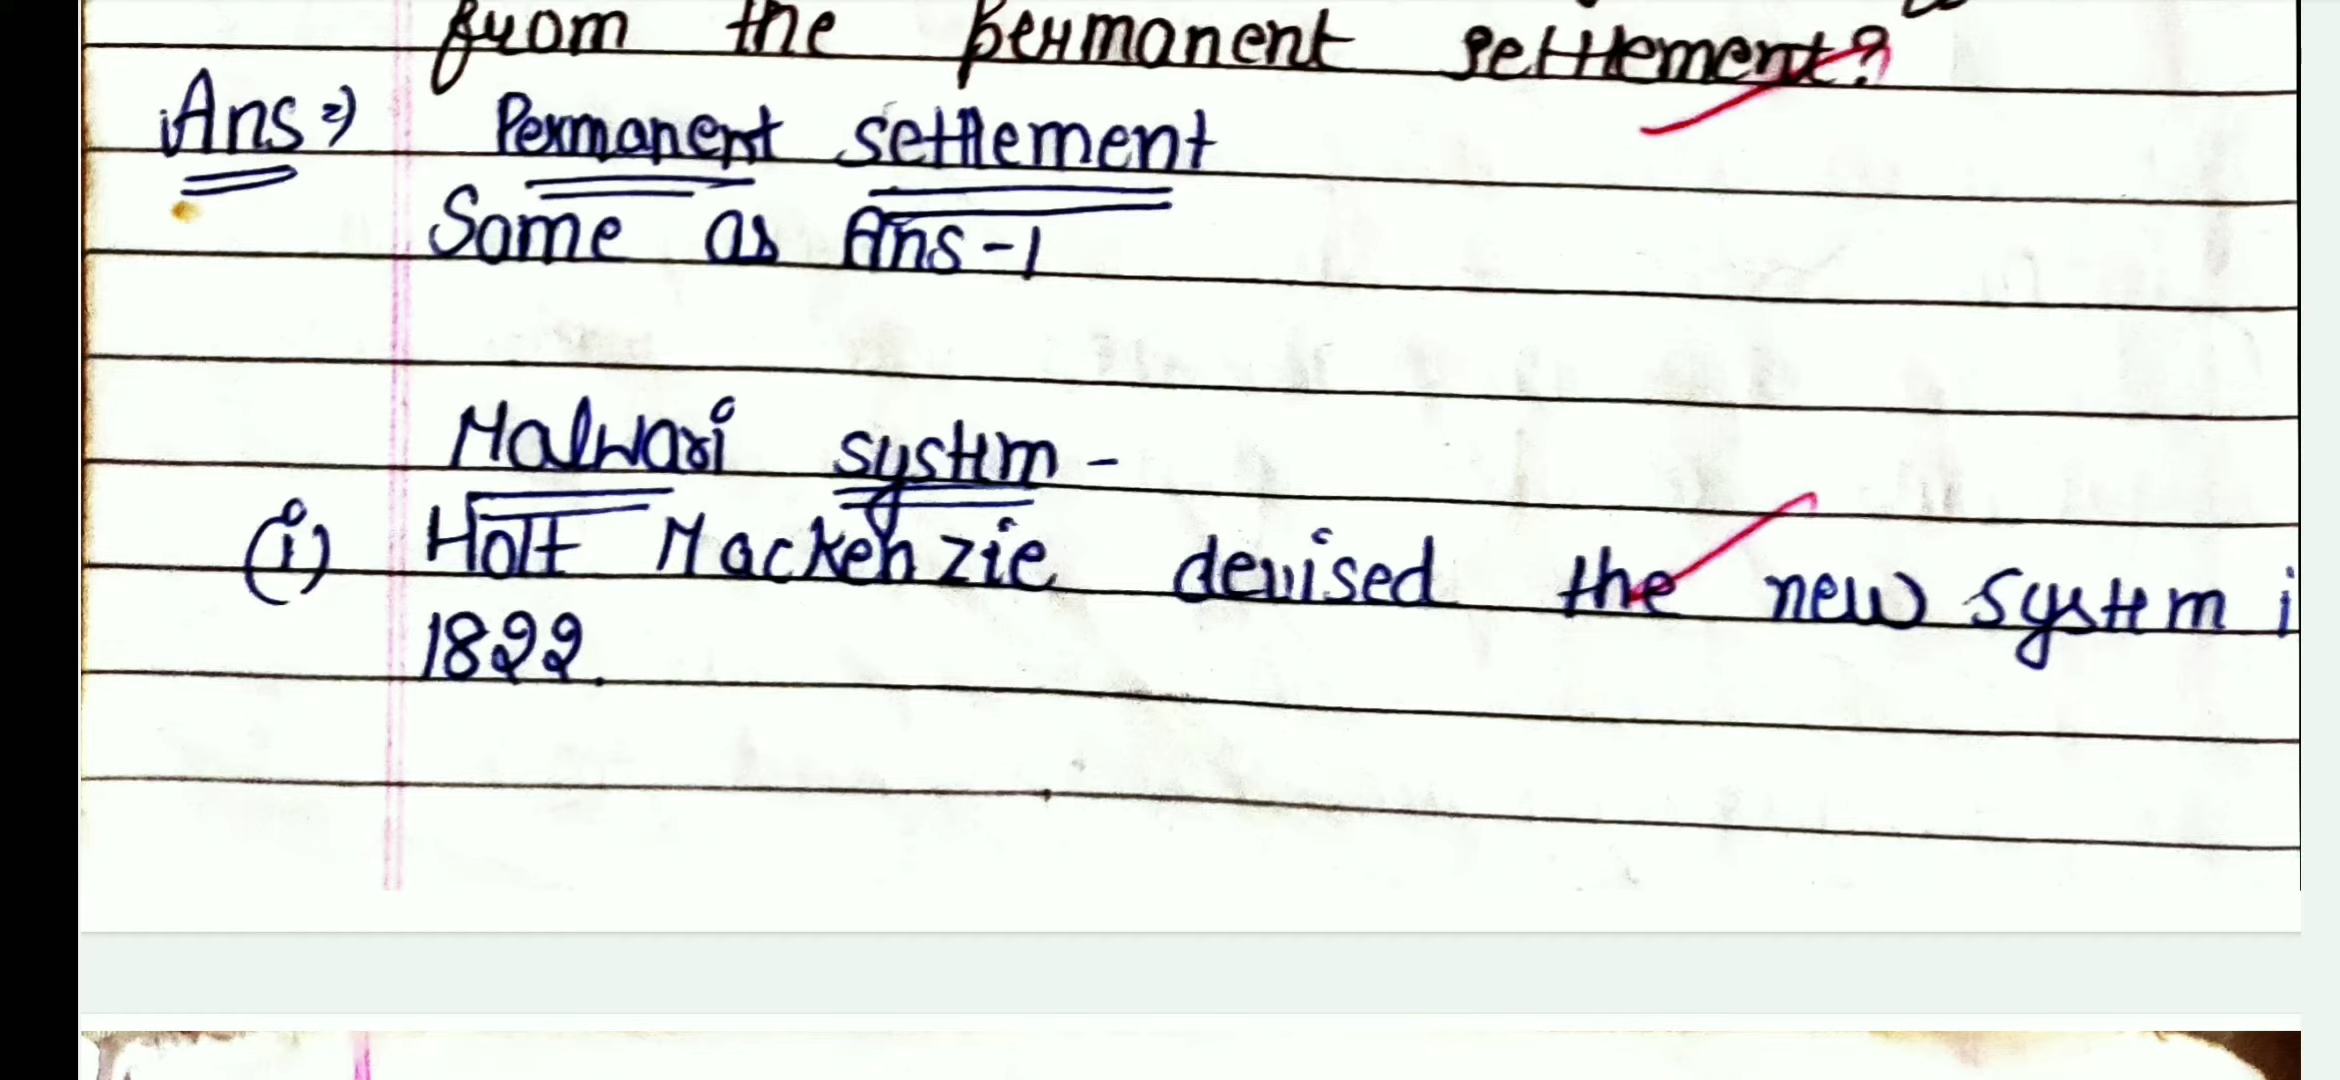 from the permanent settlement?
Ans⇒ Permanent settlement
Same as Ans-1
Malwari system -
(i) Holt Mackenzie devised the new system i
1822.